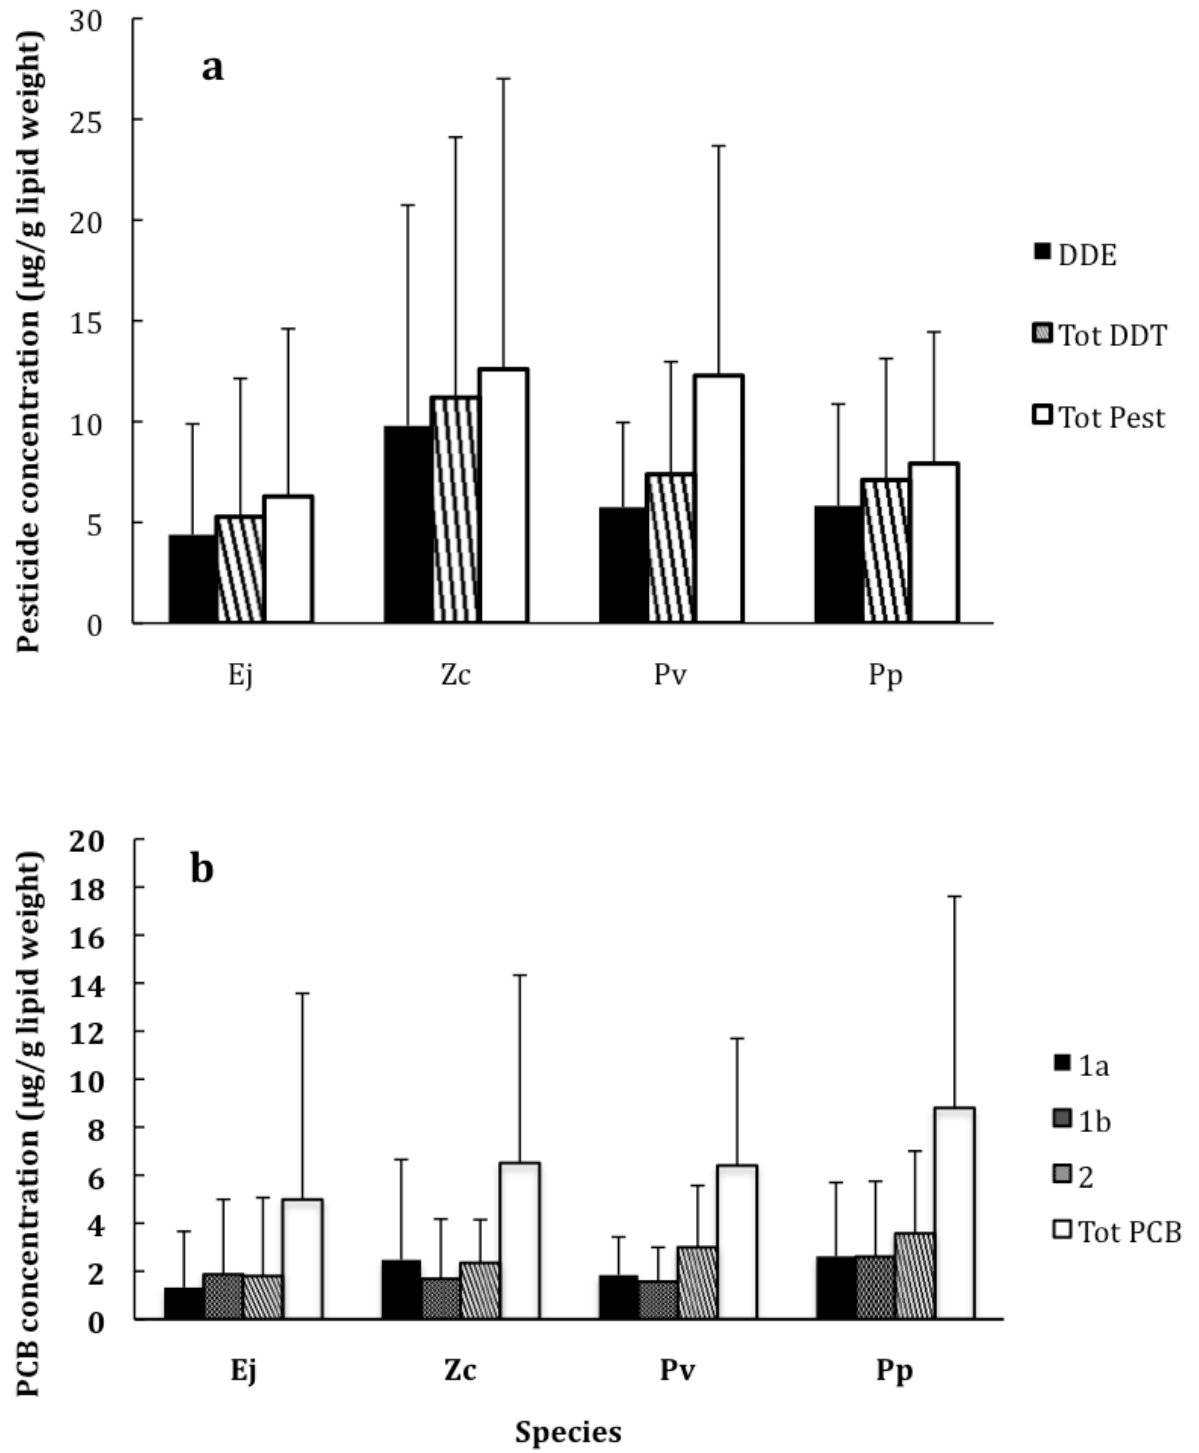 a
Pesticide concentration (μg/g lipid weight)
30
25
20
15
10
5
0
Ej Zc Pv Pp
DDE
Tot DDT
Tot Pest
b
PCB concentration (μg/g lipid weight)
20
18
16
14
12
10
8
6
4
2
0
Ej Zc Pv Pp
Species
1a
1b
2
Tot PCB